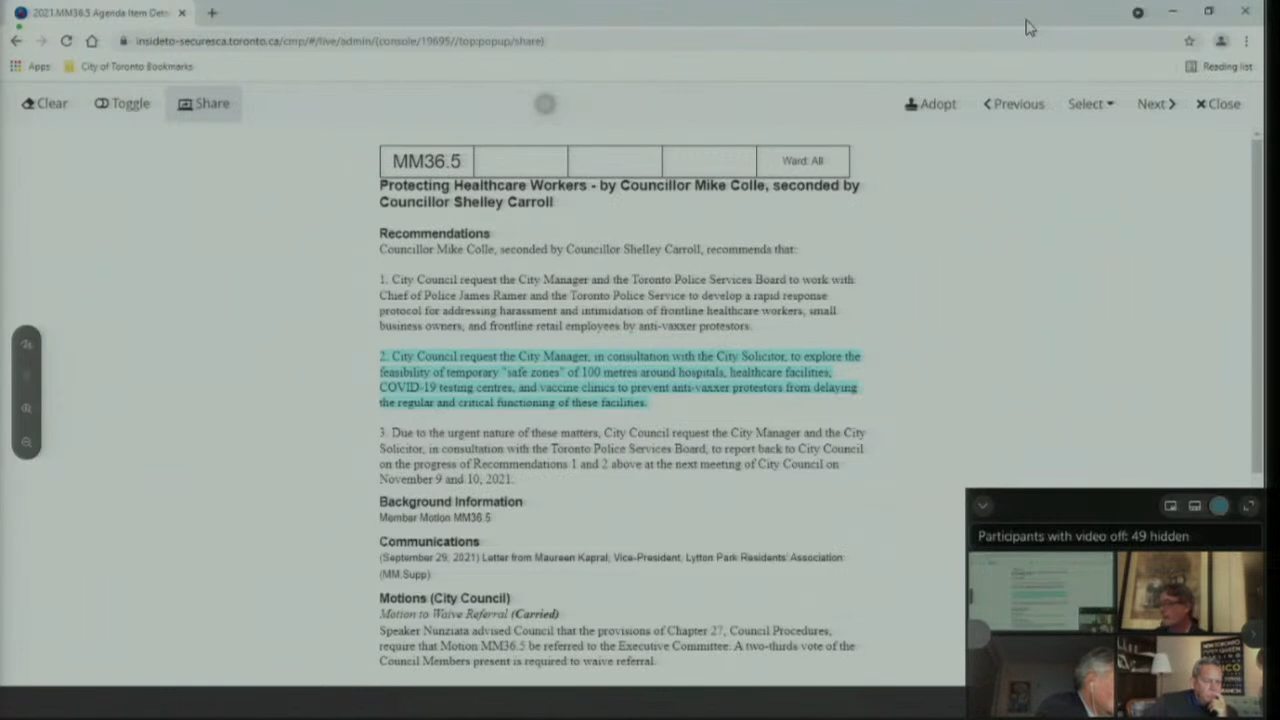 2021.MM36.5 Agenda Item Deta
insideto-securesca.toronto.ca/cmp/#/live/admin/(console/19695//top:popup/share)
Apps
City of Toronto Bookmarks
Reading list
Clear
Toggle
Share
Adopt
Previous
Select
Next
Close
MM36.5
Ward: All
Protecting Healthcare Workers - by Councillor Mike Colle, seconded by
Councillor Shelley Carroll
Recommendations
Councillor Mike Colle, seconded by Councillor Shelley Carroll, recommends that:
1. City Council request the City Manager and the Toronto Police Services Board to work with
Chief of Police James Ramer and the Toronto Police Service to develop a rapid response
protocol for addressing harassment and intimidation of frontline healthcare workers, small
business owners, and frontline retail employees by anti-vaxxer protestors.
2. City Council request the City Manager, in consultation with the City Solicitor, to explore the
feasibility of temporary "safe zones" of 100 metres around hospitals, healthcare facilities,
COVID-19 testing centres, and vaccine clinics to prevent anti-vaxxer protestors from delaying
the regular and critical functioning of these facilities.
3. Due to the urgent nature of these matters, City Council request the City Manager and the City
Solicitor, in consultation with the Toronto Police Services Board, to report back to City Council
on the progress of Recommendations 1 and 2 above at the next meeting of City Council on
November 9 and 10, 2021.
Background Information
Member Motion MM36.5
Communications
(September 29, 2021) Letter from Maureen Kapral, Vice-President, Lytton Park Residents' Association
(MM.Supp)
Motions (City Council)
Motion to Waive Referral (Carried)
Speaker Nunziata advised Council that the provisions of Chapter 27, Council Procedures,
require that Motion MM36.5 be referred to the Executive Committee. A two-thirds vote of the
Council Members present is required to waive referral.
Participants with video off: 49 hidden